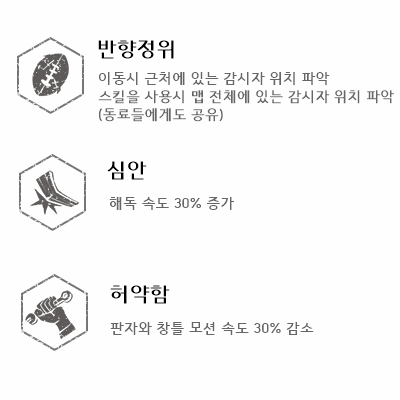 반향정위
이동시 근처에 있는 감시자 위치 파악
스킬을 사용시 맵 전체에 있는 감시자 위치 파악
(동료들에게도 공유)
심안
해독 속도 30% 증가
허약함
판자와 창틀 모션 속도 30% 감소